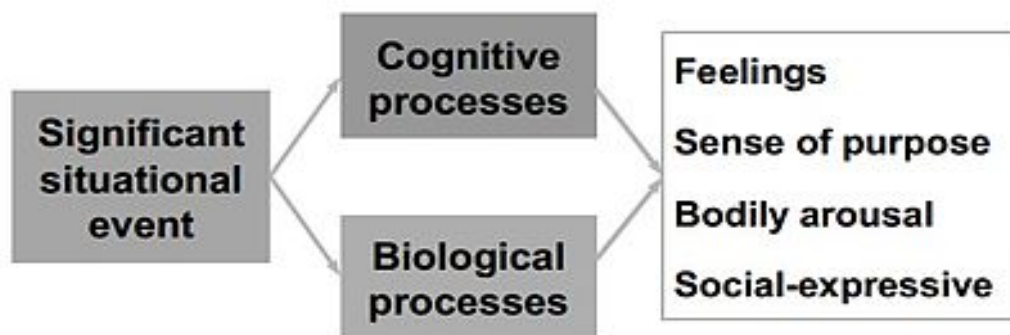 Significant
situational
event
Cognitive
processes
Biological
processes
Feelings
Sense of purpose
Bodily arousal
Social-expressive